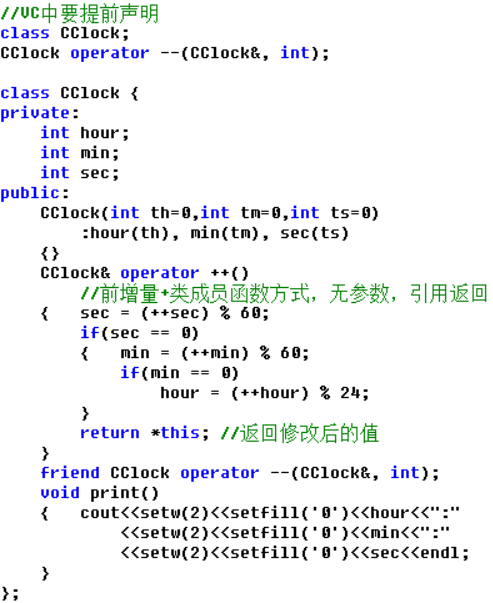 //VC中要提前声明
class CClock;
CClock operator --(CClock&, int);

class CClock {
private:
    int hour;
    int min;
    int sec;
public:
    CClock(int th=0,int tm=0,int ts=0)
        :hour(th), min(tm), sec(ts)
    {}
    CClock& operator ++()
        //前增量+类成员函数方式，无参数，引用返回
    {   sec = (++sec) % 60;
        if(sec == 0)
        {   min = (++min) % 60;
            if(min == 0)
                hour = (++hour) % 24;
        }
        return *this; //返回修改后的值
    }
    friend CClock operator --(CClock&, int);
    void print()
    {   cout<<setw(2)<<setfill('0')<<hour<<":"
            <<setw(2)<<setfill('0')<<min<<":"
            <<setw(2)<<setfill('0')<<sec<<endl;
    }
};